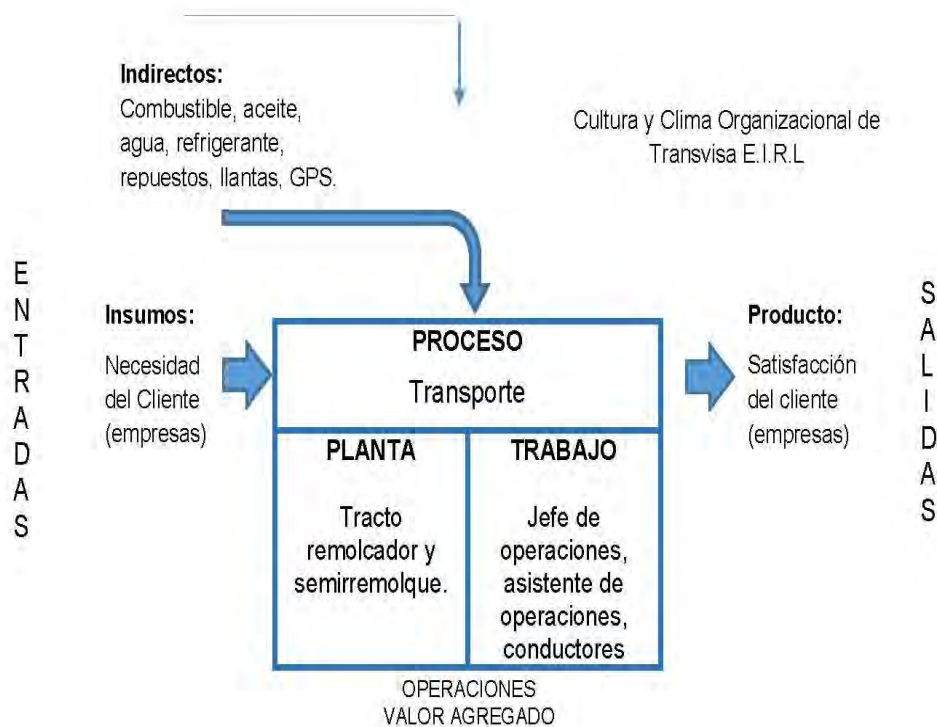 Indirectos:
Combustible, aceite,
agua, refrigerante,
repuestos, llantas, GPS.
Cultura y Clima Organizacional de
Transvisa E.I.R.L
ENTRADAS
Insumos:
Necesidad
del Cliente
(empresas)
PROCESO
Transporte
PLANTA
Tracto
remolcador y
semirremolque.
TRABAJO
Jefe de
operaciones,
asistente de
operaciones,
conductores
Producto:
Satisfacción
del cliente
(empresas)
SALIDAS
OPERACIONES
VALOR AGREGADO